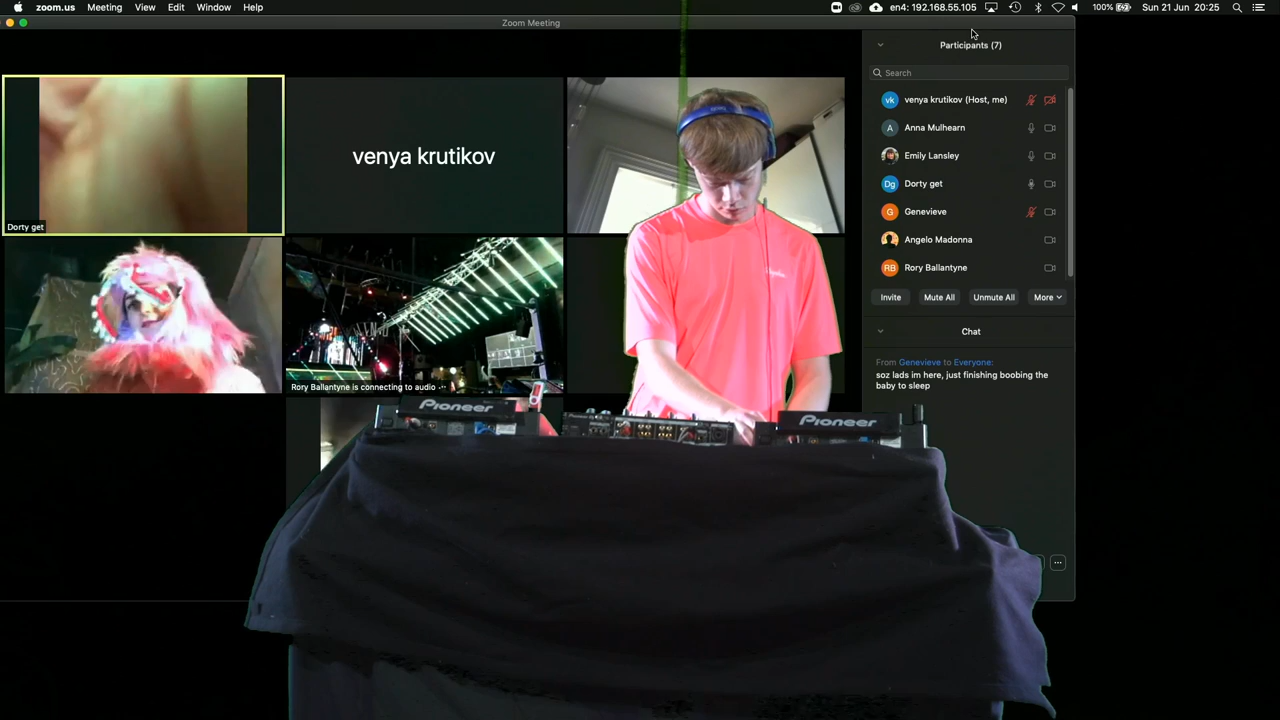 zoom.us Meeting View Edit Window Help
en4: 192.168.55.105 100% Sun 21 Jun 20:25
Zoom Meeting
Participants (7)
Search
vk venya krutikov (Host, me)
A Anna Mulhearn
Emily Lansley
Dg Dorty get
G Genevieve
Angelo Madonna
RB Rory Ballantyne
Invite Mute All Unmute All More
Chat
From Genevieve to Everyone:
soz lads im here, just finishing boobing the
baby to sleep
venya krutikov
Dorty get
Rory Ballantyne is connecting to audio ···
Pioneer
Pioneer